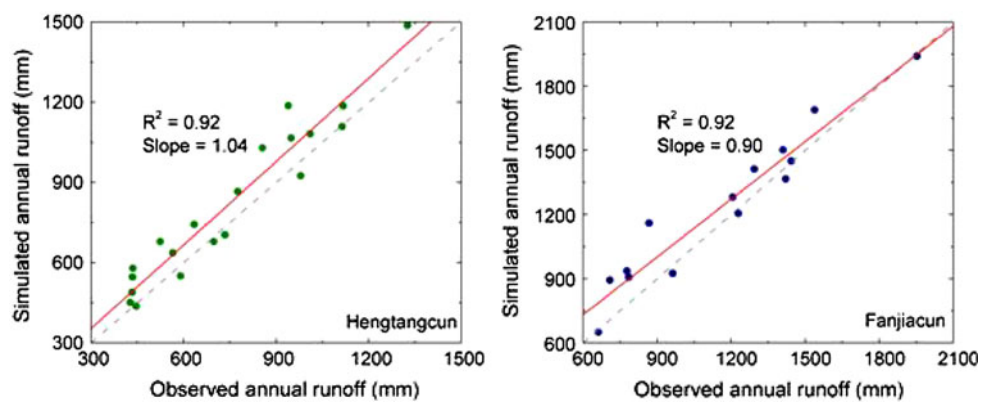 Simulated annual runoff (mm)
1500
1200
900
600
300
R² = 0.92
Slope = 1.04
Hengtangcun
300 600 900 1200 1500
Observed annual runoff (mm)
Simulated annual runoff (mm)
2100
1800
1500
1200
900
600
R² = 0.92
Slope = 0.90
Fanjiacun
600 900 1200 1500 1800 2100
Observed annual runoff (mm)